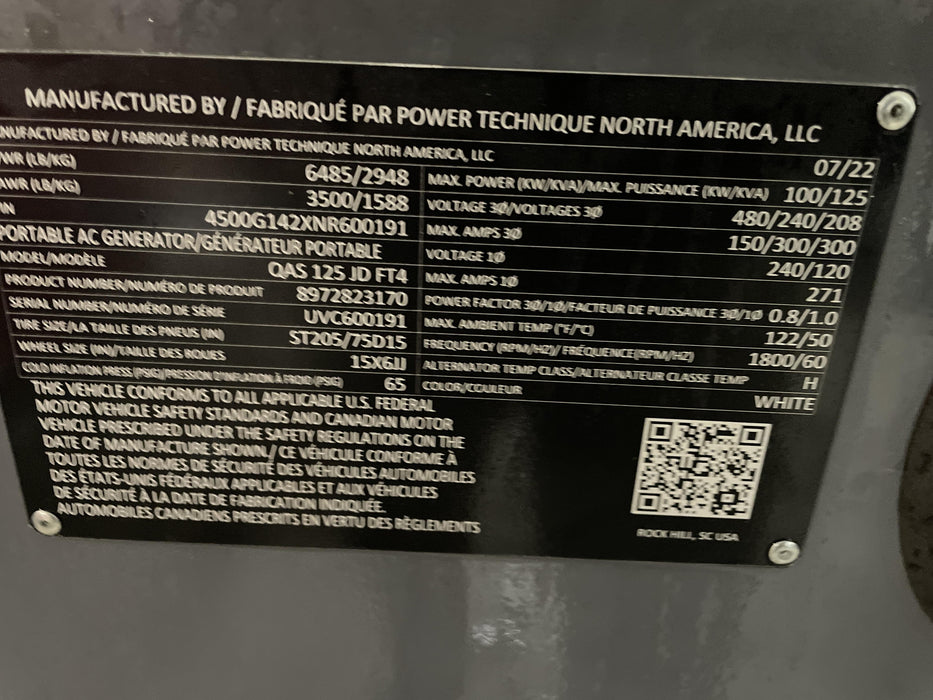 MANUFACTURED BY / FABRIQUÉ PAR POWER TECHNIQUE NORTH AMERICA, LLC
NUFACTURED BY / FABRIQUÉ PAR POWER TECHNIQUE NORTH AMERICA, LLC 07/22
VWR (LB/KG) 6485/2948
AWR (LB/KG) 3500/1588
IN 4500G142XNR600191
PORTABLE AC GENERATOR/GÉNÉRATEUR PORTABLE
MODEL/MODÈLE QAS 125 JD FT4
PRODUCT NUMBER/NUMÉRO DE PRODUIT 8972823170
SERIAL NUMBER/NUMÉRO DE SÉRIE UVC600191
TIRE SIZE/LA TAILLE DES PNEUS (IN) ST205/75D15
WHEEL SIZE (IN)/TAILLE DES ROUES 15X6JJ
COLD INFLATION PRESS (PSIG)/PRESSION D'INFLATION À FROID (PSIG) 65
MAX. POWER (KW/KVA)/MAX. PUISSANCE (KW/KVA) 100/125
VOLTAGE 3Ø/VOLTAGES 3Ø 480/240/208
MAX. AMPS 3Ø 150/300/300
VOLTAGE 1Ø 240/120
MAX. AMPS 1Ø 271
POWER FACTOR 3Ø/1Ø/FACTEUR DE PUISSANCE 3Ø/1Ø 0.8/1.0
MAX. AMBIENT TEMP (°F/°C) 122/50
FREQUENCY (RPM/HZ)/ FRÉQUENCE(RPM/HZ) 1800/60
ALTERNATOR TEMP CLASS/ALTERNATEUR CLASSE TEMP H
COLOR/CCULEUR WHITE
THIS VEHICLE CONFORMS TO ALL APPLICABLE U.S. FEDERAL
MOTOR VEHICLE SAFETY STANDARDS AND CANADIAN MOTOR
VEHICLE PRESCRIBED UNDER THE SAFETY REGULATIONS ON THE
DATE OF MANUFACTURE SHOWN./ CE VÉHICULE CONFORME À
TOUTES LES NORMES DE SÉCURITÉ DES VÉHICULES AUTOMOBILES
DES ÉTATS-UNIS FÉDÉRAUX APPLICABLES ET AUX VÉHICULES
DE SÉCURITÉ À LA DATE DE FABRICATION INDIQUÉE.
AUTOMOBILES CANADIENS PRESCRITS EN VERTU DES RÈGLEMENTS
ROCK HILL, SC USA